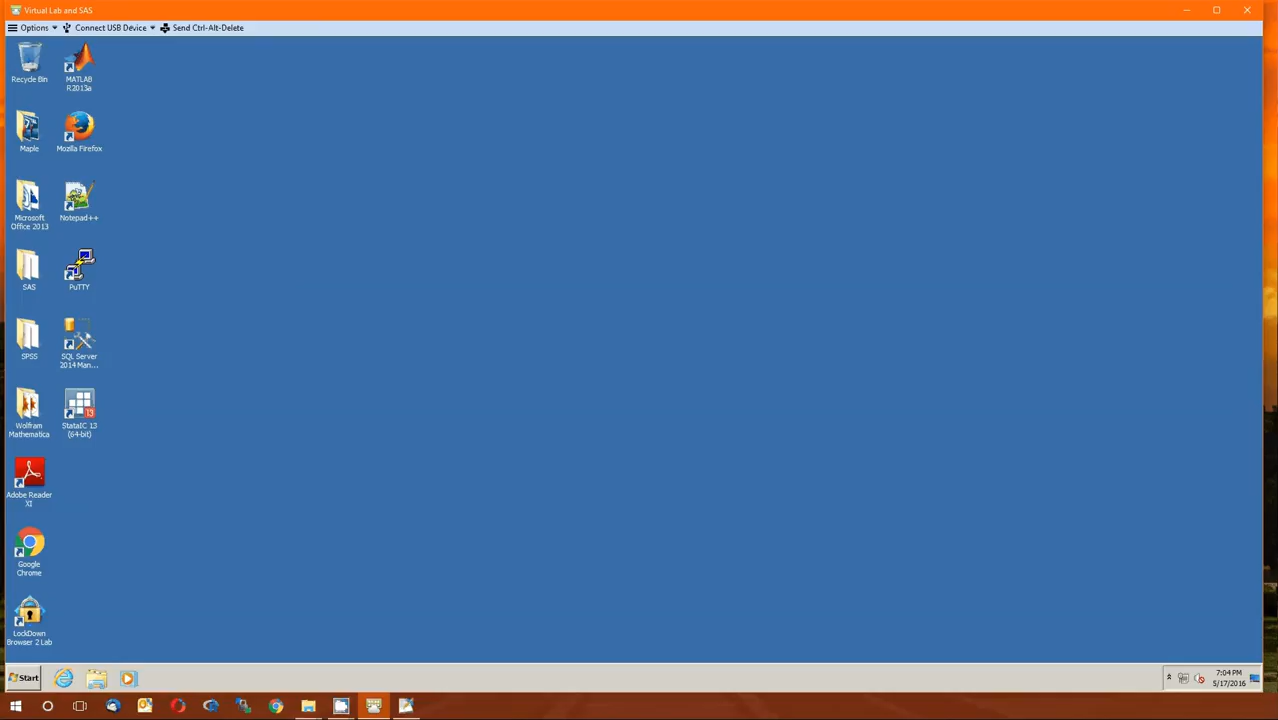 Virtual Lab and SAS
Options
Connect USB Device
Send Ctrl-Alt-Delete
Recycle Bin
MATLAB
R2013a
Maple
Mozilla Firefox
Microsoft
Office 2013
Notepad++
SAS
PuTTY
SPSS
SQL Server
2014 Man...
Wolfram
Mathematica
StataIC 13
(64-bit)
13
Adobe Reader
XI
Google
Chrome
LockDown
Browser 2 Lab
Start
7:04 PM
5/17/2016